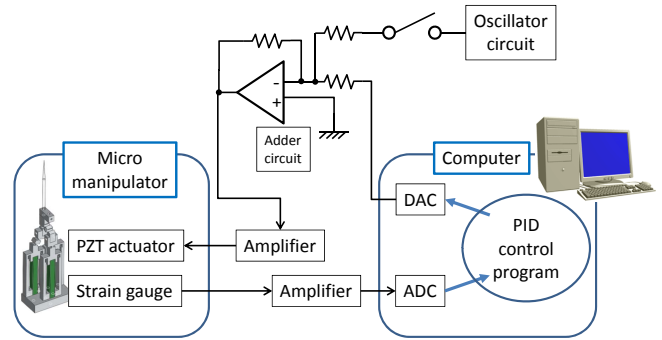 Oscillator
circuit
-
+
Adder
circuit
Micro
manipulator
Computer
DAC
PZT actuator
Amplifier
PID
control
program
Strain gauge
Amplifier
ADC